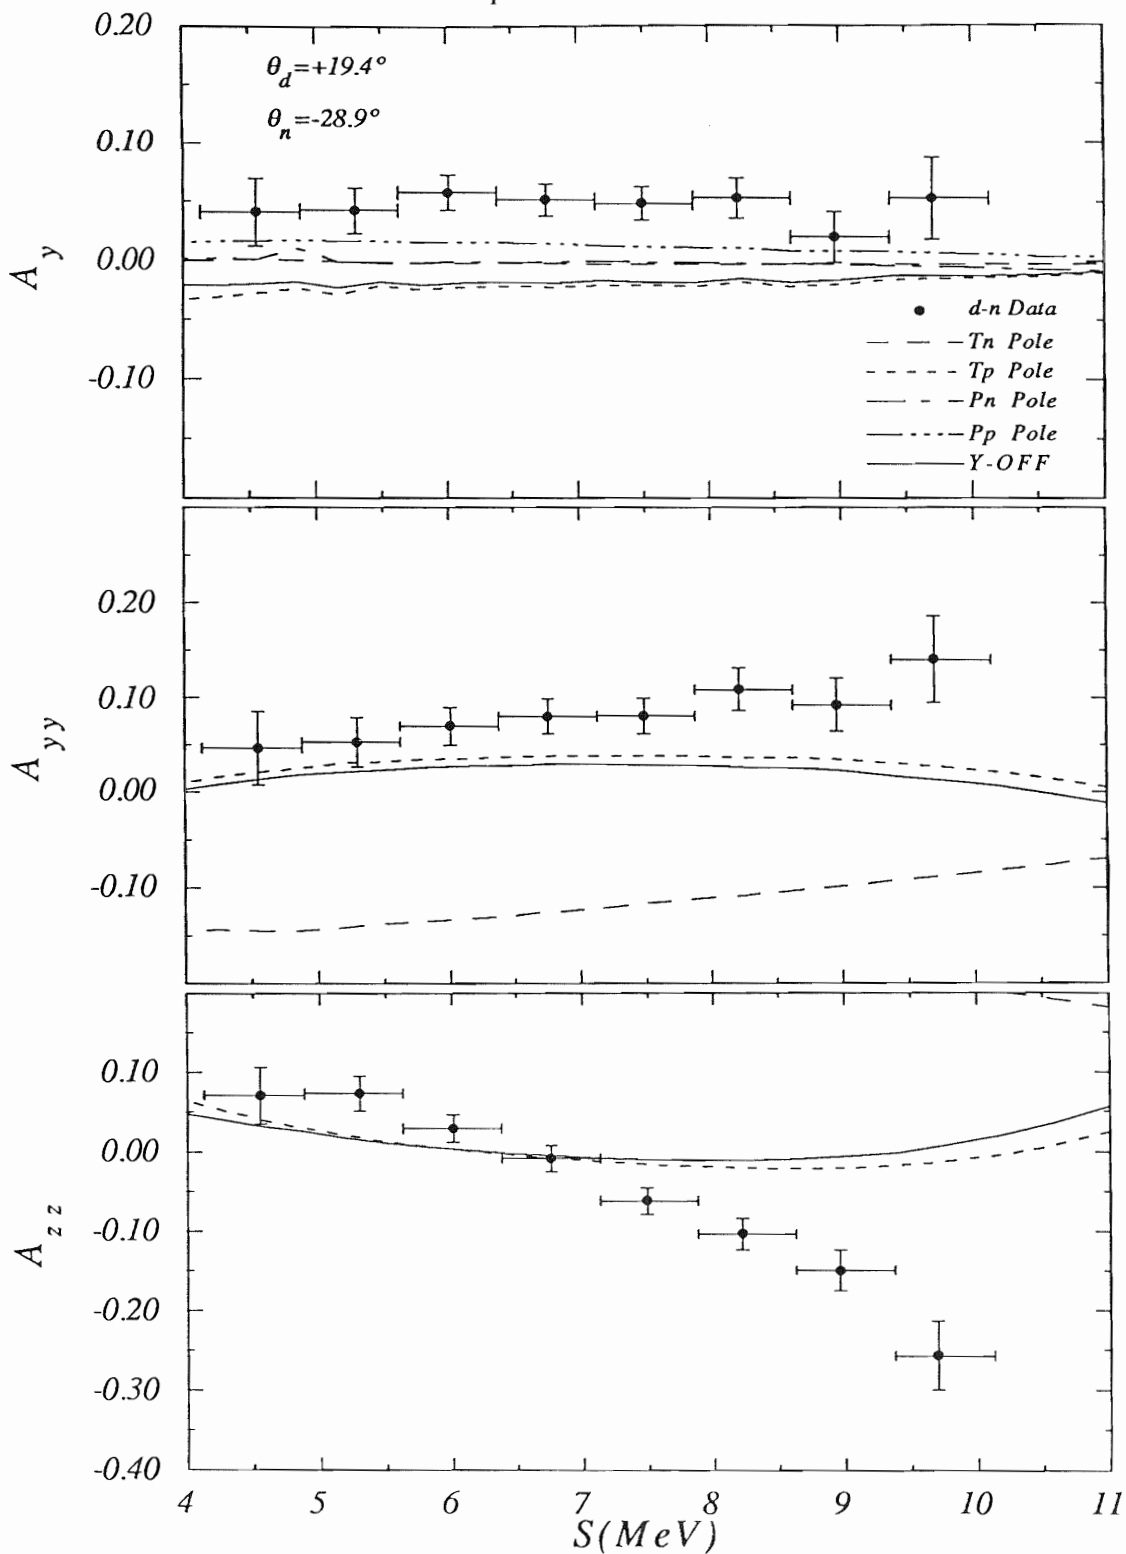 0.20
θd=+19.4°
θn=-28.9°
0.10
0.00
-0.10
Ay
d-n Data
Tn Pole
Tp Pole
Pn Pole
Pp Pole
Y-OFF
0.20
0.10
0.00
-0.10
Ayy
0.10
0.00
-0.10
-0.20
-0.30
-0.40
Azz
4 5 6 7 8 9 10 11
S(MeV)